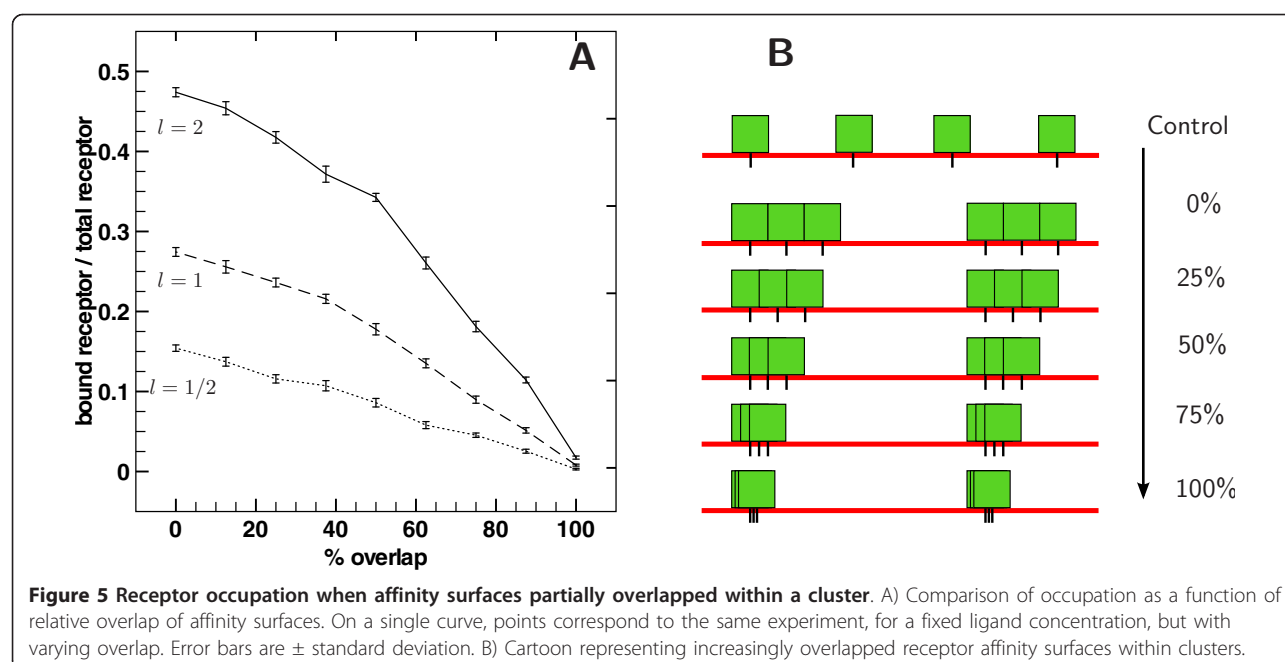 A
0.5
0.4
0.3
0.2
0.1
0
l = 2
l = 1
l = 1/2
bound receptor / total receptor
0 20 40 60 80 100
% overlap
B
Control
0%
25%
50%
75%
100%
Figure 5 Receptor occupation when affinity surfaces partially overlapped within a cluster. A) Comparison of occupation as a function of
relative overlap of affinity surfaces. On a single curve, points correspond to the same experiment, for a fixed ligand concentration, but with
varying overlap. Error bars are ± standard deviation. B) Cartoon representing increasingly overlapped receptor affinity surfaces within clusters.